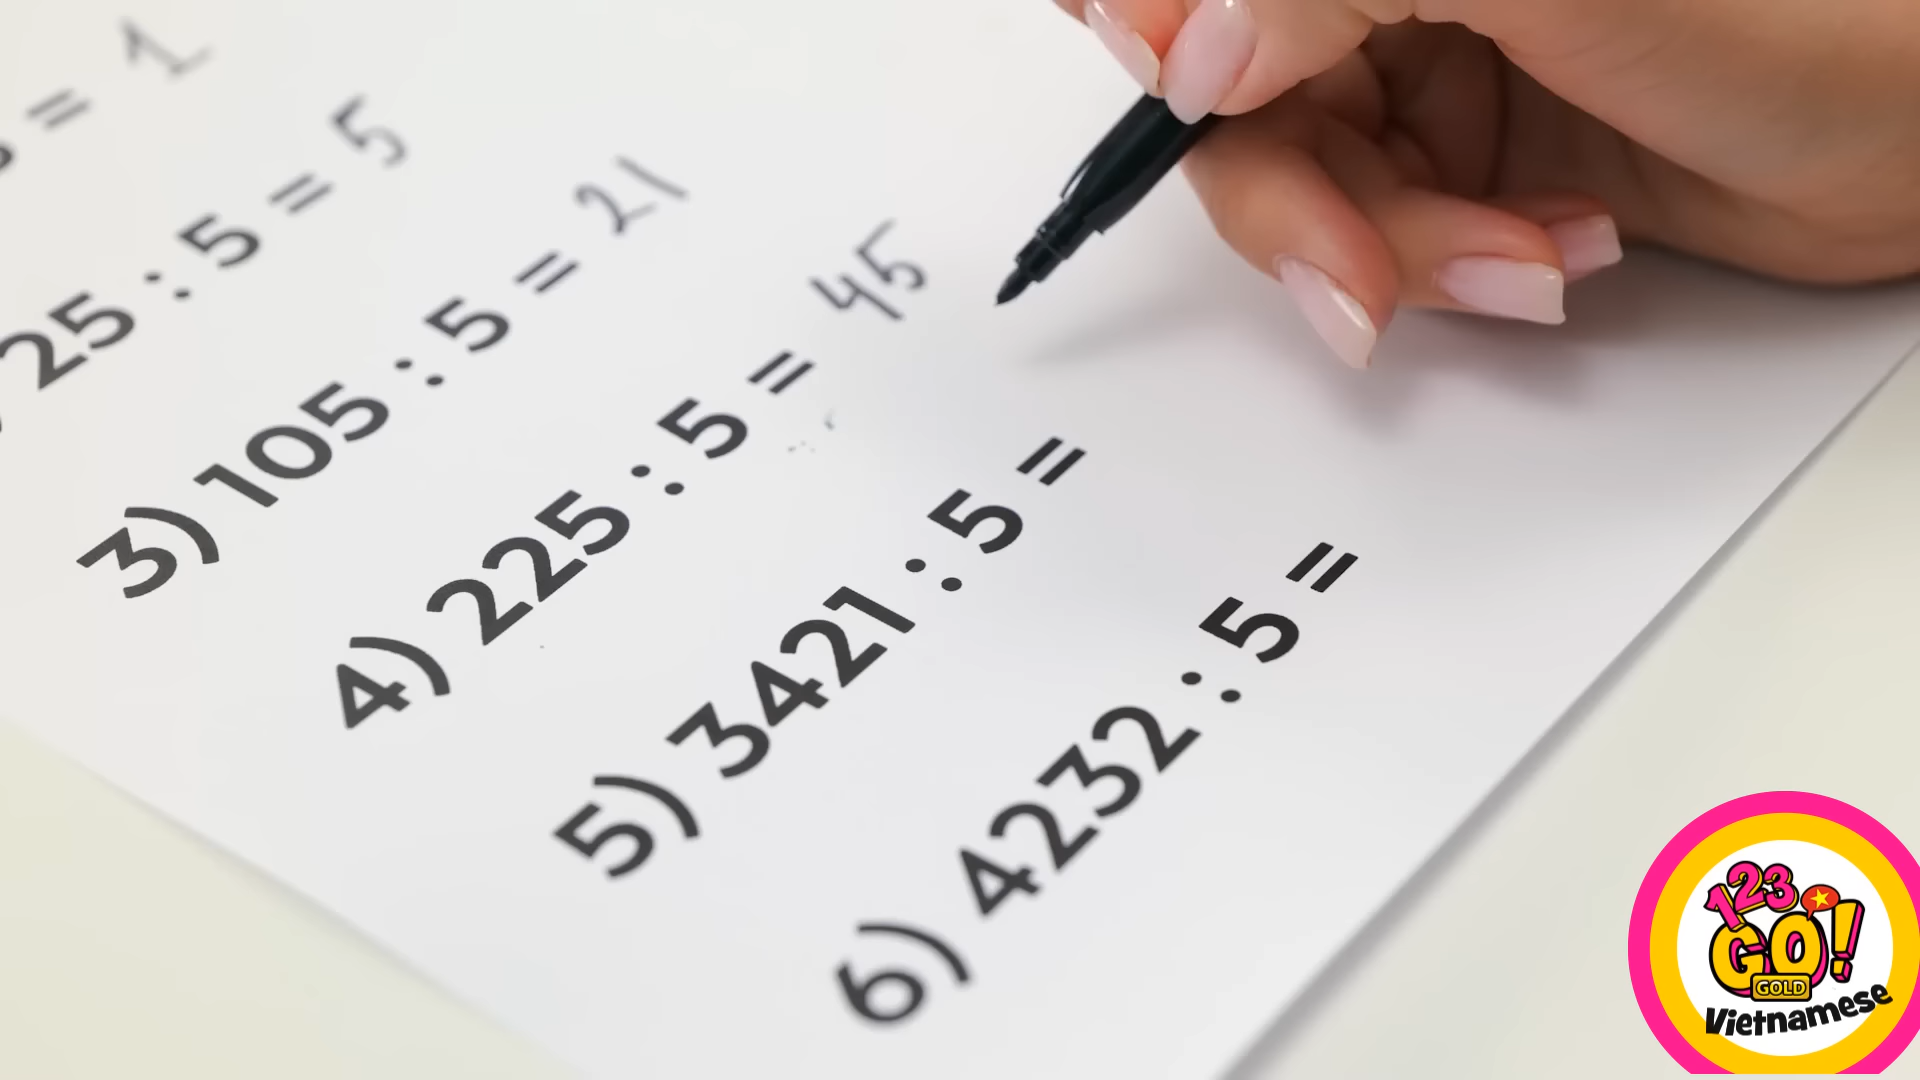 = 1
25 : 5 = 5
3) 105 : 5 = 21
4) 225 : 5 = 45
5) 3421 : 5 =
6) 4232 : 5 =
123
GO!
GOLD
Vietnamese